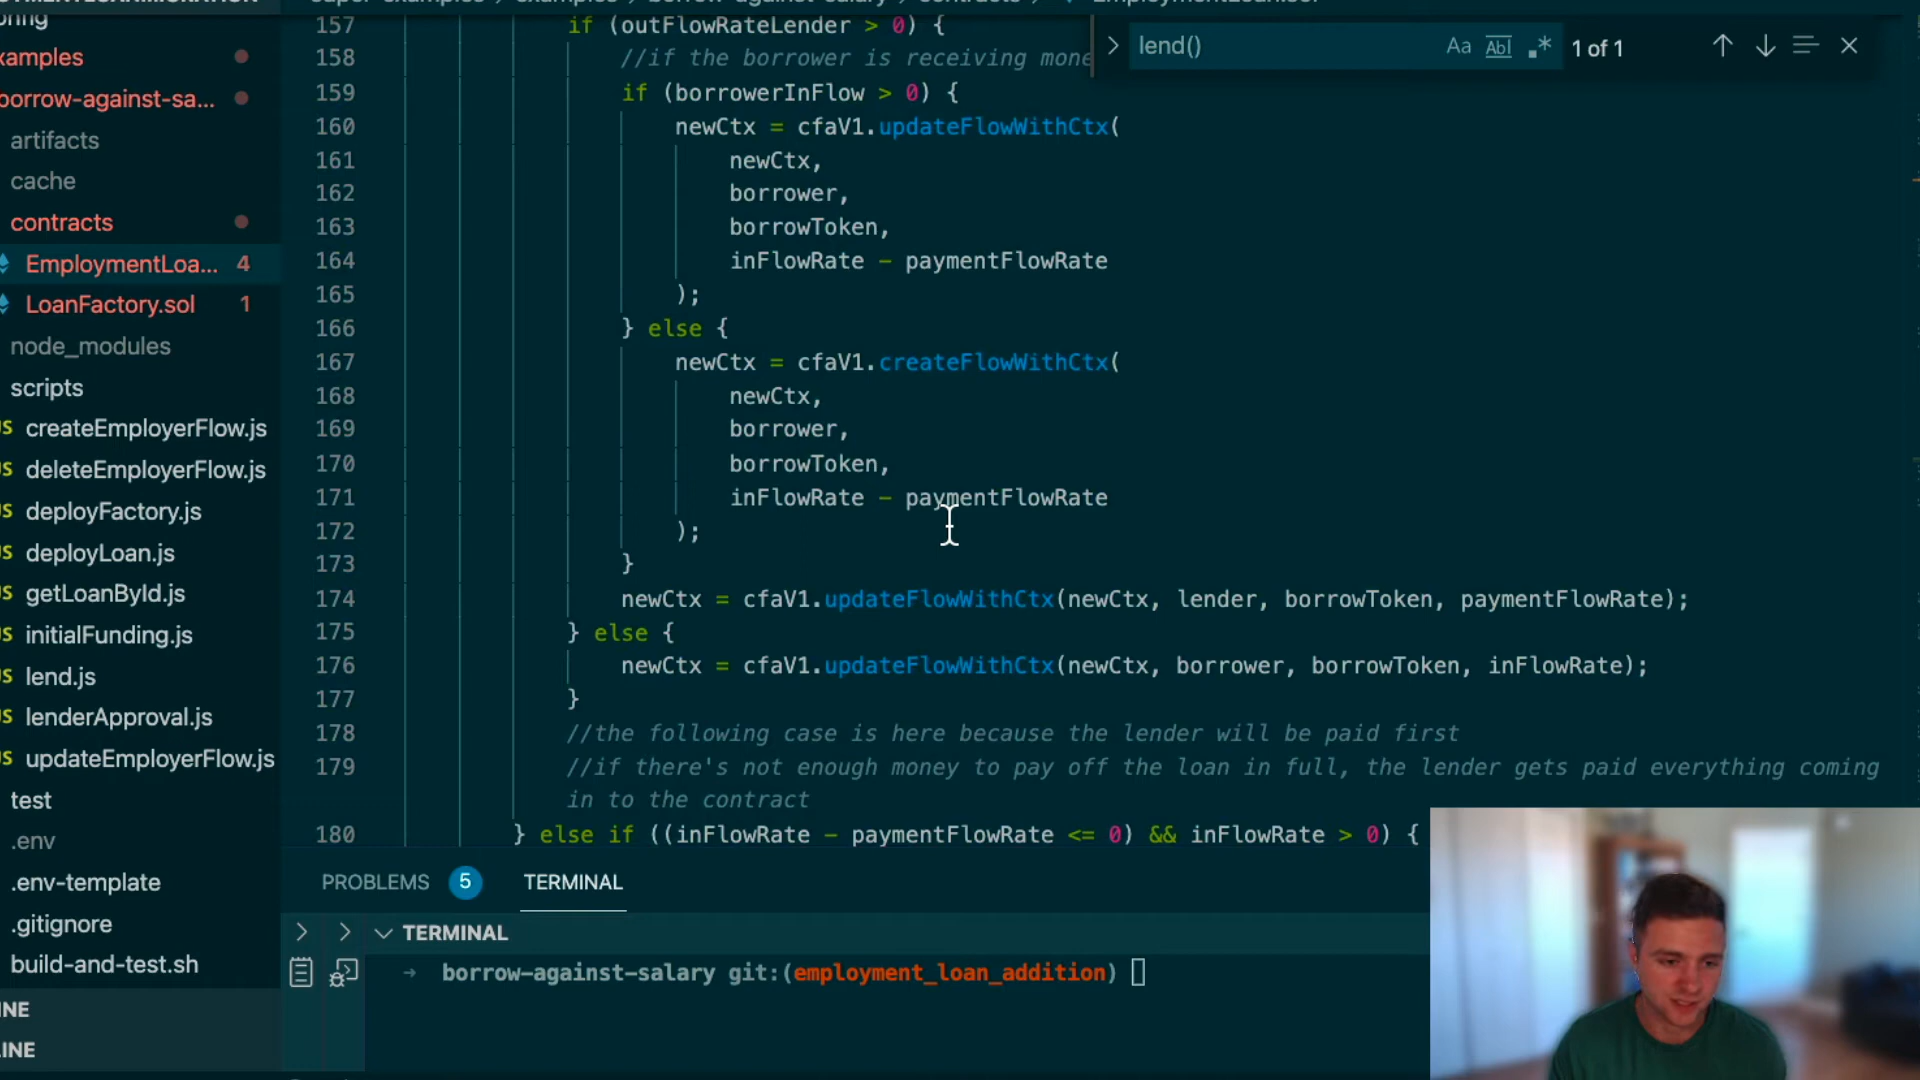 examples
borrow-against-sa...
artifacts
cache
contracts
EmploymentLoa... 4
LoanFactory.sol 1
node_modules
scripts
createEmployerFlow.js
deleteEmployerFlow.js
deployFactory.js
deployLoan.js
getLoanById.js
initialFunding.js
lend.js
lenderApproval.js
updateEmployerFlow.js
test
.env
.env-template
.gitignore
build-and-test.sh
lend()
Aa Abl .* 1 of 1
157 if (outFlowRateLender > 0) {
158 //if the borrower is receiving mone
159 if (borrowerInFlow > 0) {
160 newCtx = cfaV1.updateFlowWithCtx(
161 newCtx,
162 borrower,
163 borrowToken,
164 inFlowRate - paymentFlowRate
165 );
166 } else {
167 newCtx = cfaV1.createFlowWithCtx(
168 newCtx,
169 borrower,
170 borrowToken,
171 inFlowRate - paymentFlowRate
172 );
173 }
174 newCtx = cfaV1.updateFlowWithCtx(newCtx, lender, borrowToken, paymentFlowRate);
175 } else {
176 newCtx = cfaV1.updateFlowWithCtx(newCtx, borrower, borrowToken, inFlowRate);
177 }
178 //the following case is here because the lender will be paid first
179 //if there's not enough money to pay off the loan in full, the lender gets paid everything coming
in to the contract
180 } else if ((inFlowRate - paymentFlowRate <= 0) && inFlowRate > 0) {
PROBLEMS 5 TERMINAL
TERMINAL
→ borrow-against-salary git:(employment_loan_addition)